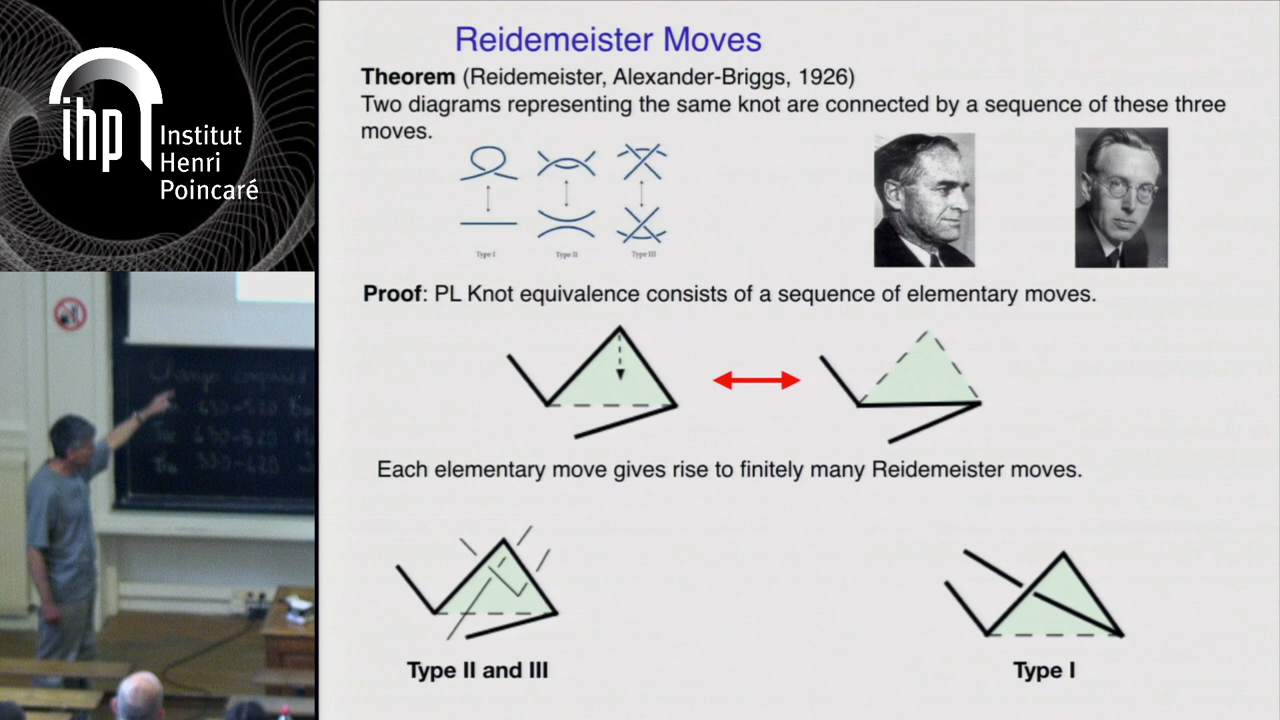 ihp
Institut
Henri
Poincaré
Reidemeister Moves
Theorem (Reidemeister, Alexander-Briggs, 1926)
Two diagrams representing the same knot are connected by a sequence of these three
moves.
Type I
Type II
Type III
Proof: PL Knot equivalence consists of a sequence of elementary moves.
Each elementary move gives rise to finitely many Reidemeister moves.
Type II and III
Type I